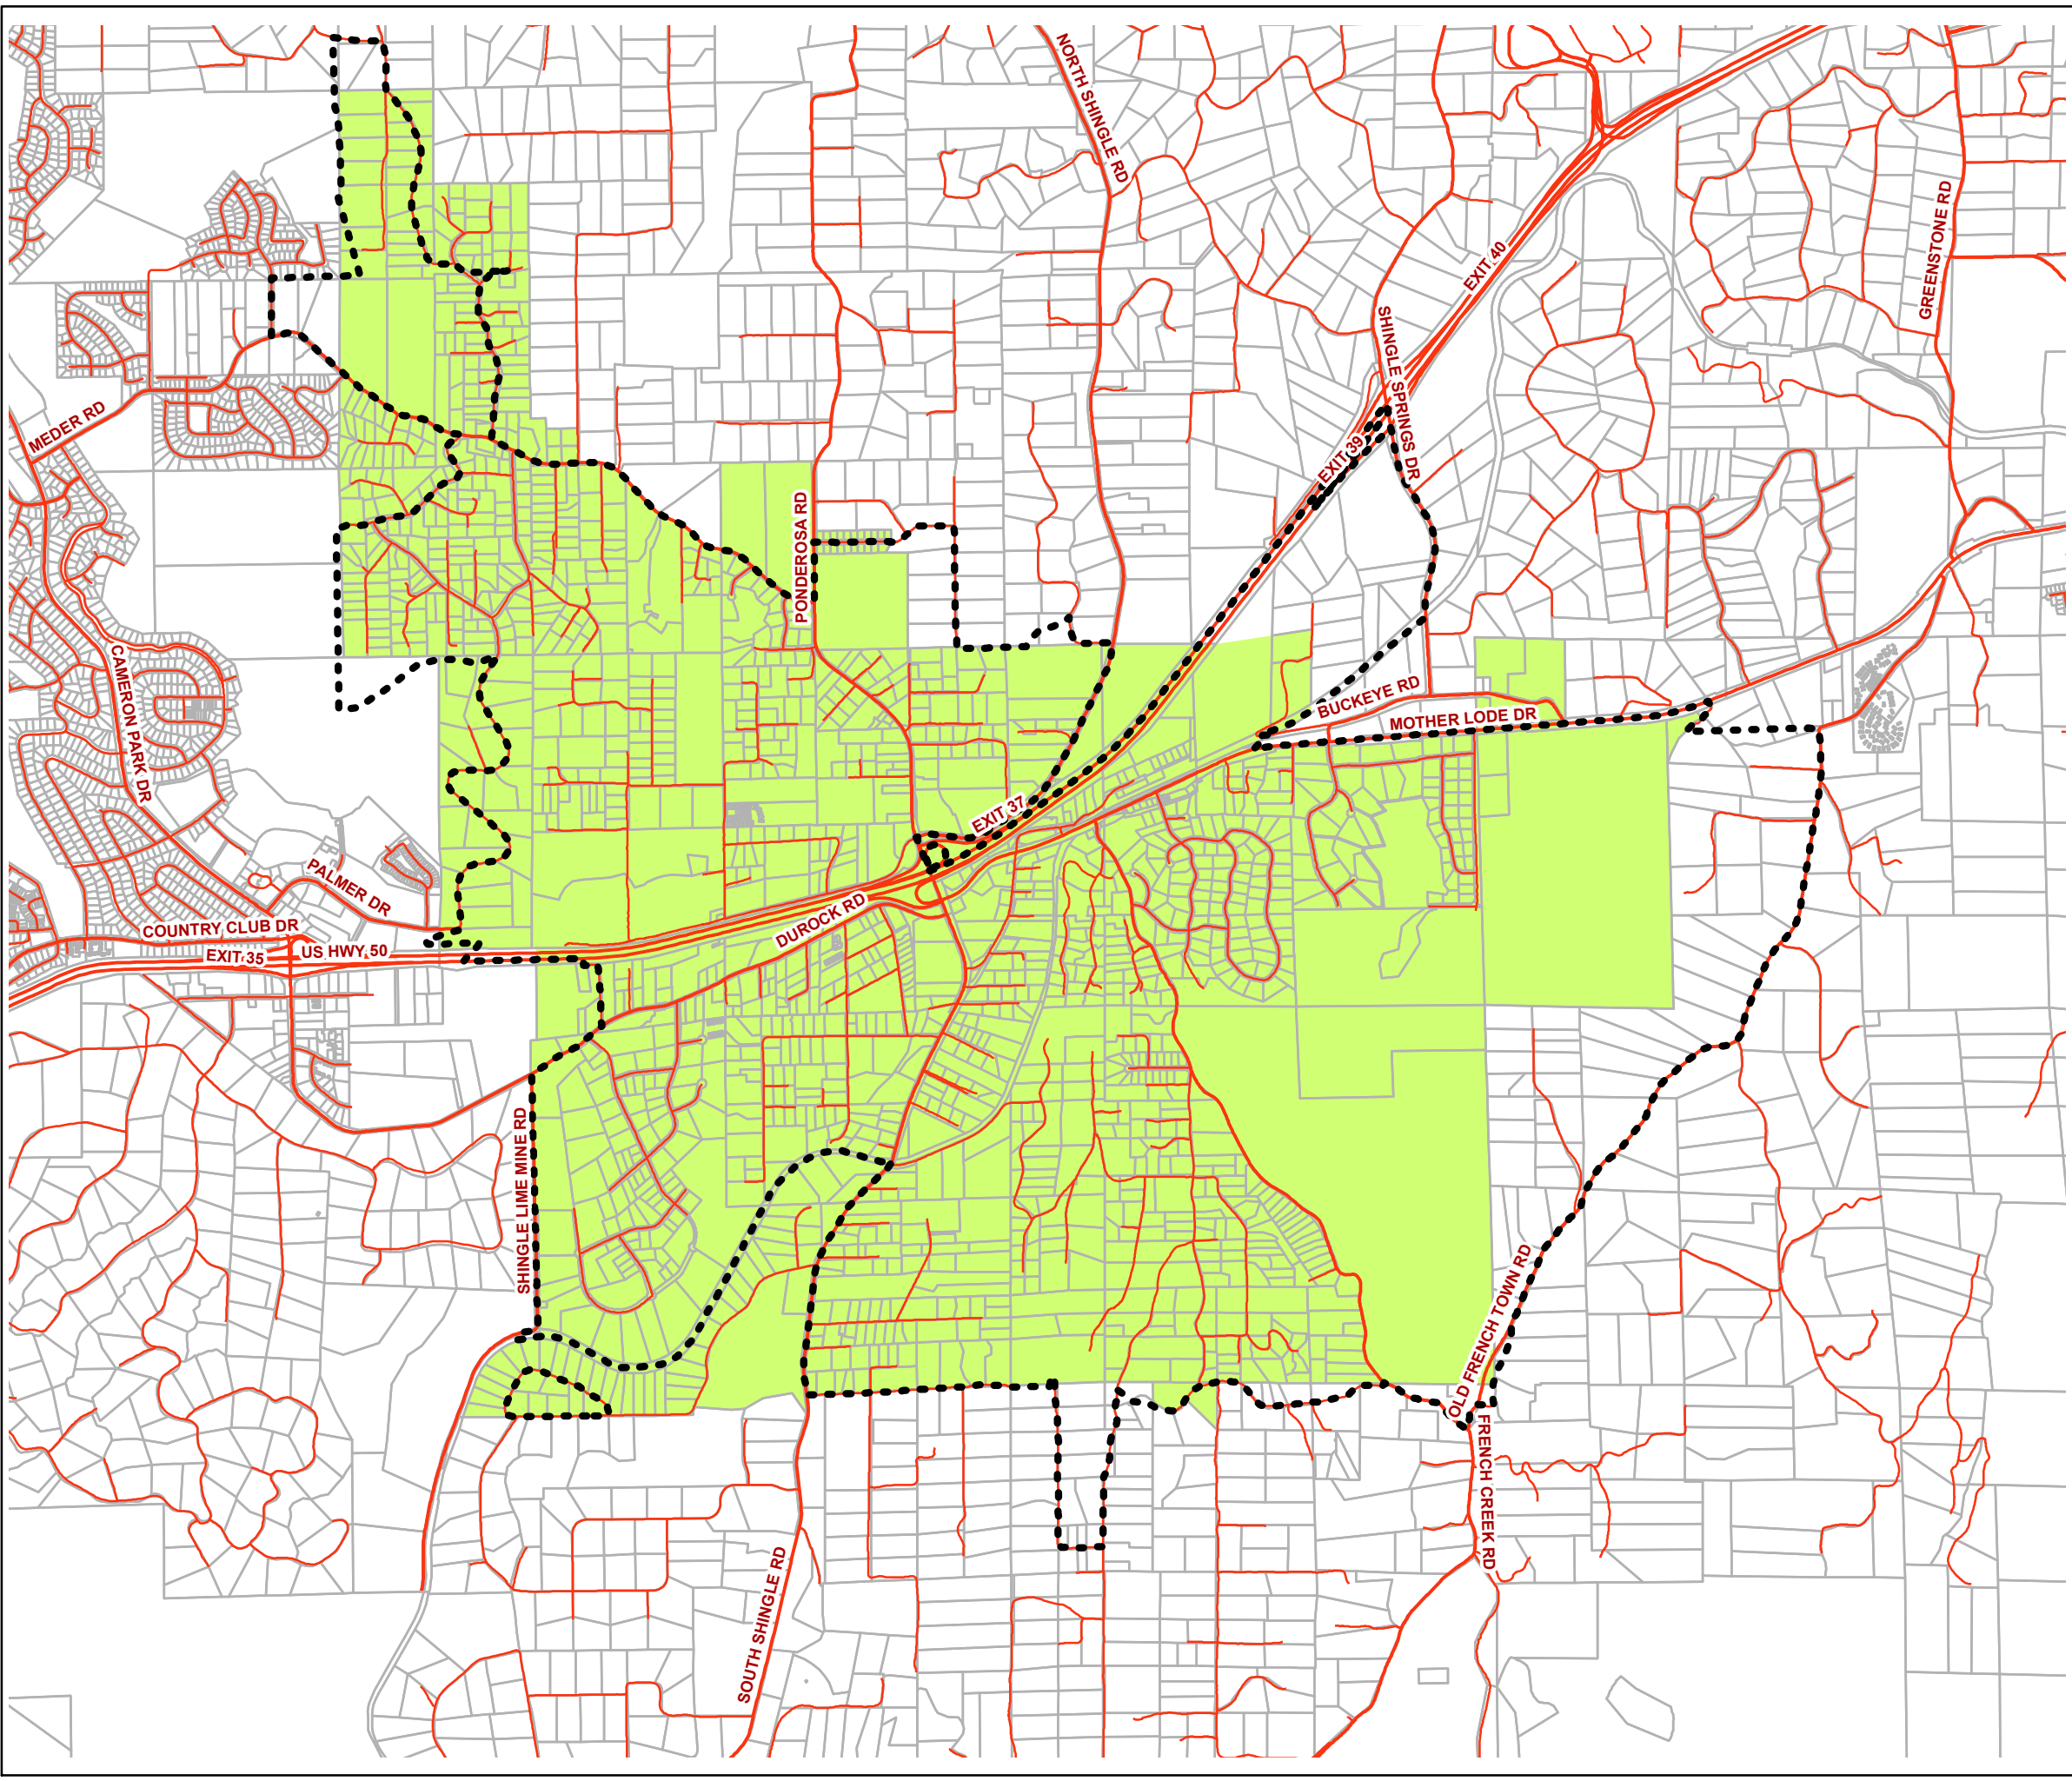 NORTH SHINGLE RD
GREENSTONE RD
EXIT 40
SHINGLE SPRINGS DR
MEDER RD
EXIT 39
PONDEROSA RD
CAMERON PARK DR
BUCKEYE RD
MOTHER LODE DR
EXIT 37
PALMER DR
DUROCK RD
COUNTRY CLUB DR
EXIT 35
US HWY 50
SHINGLE LIME MINE RD
OLD FRENCH TOWN RD
FRENCH CREEK RD
SOUTH SHINGLE RD